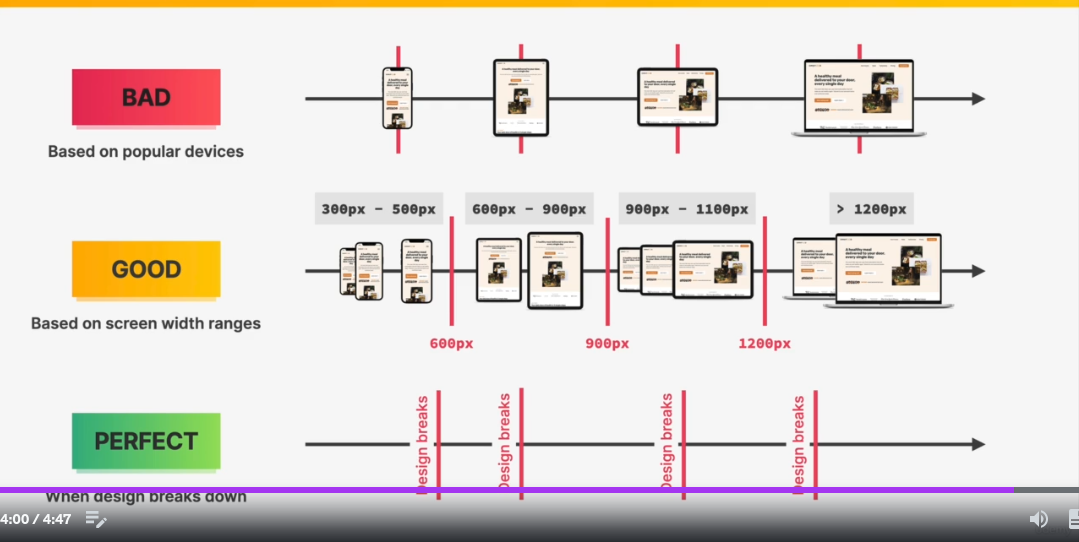 BAD
Based on popular devices
300px - 500px
600px - 900px
900px - 1100px
> 1200px
GOOD
Based on screen width ranges
600px
900px
1200px
PERFECT
When design breaks down
Design breaks
Design breaks
Design breaks
Design breaks
4:00 / 4:47